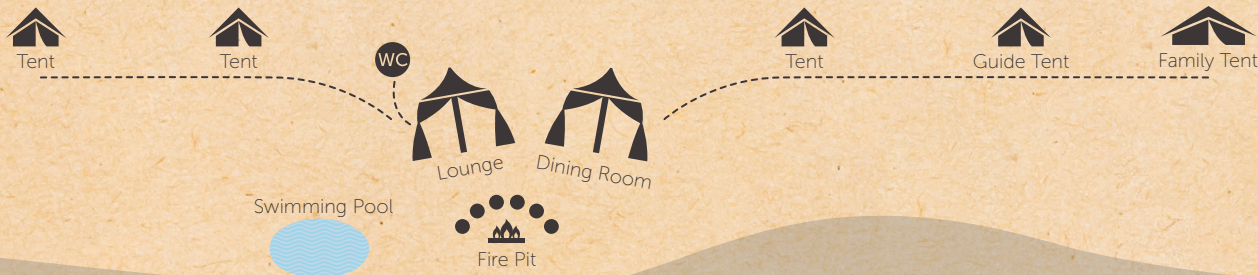 Tent
Tent
WC
Tent
Guide Tent
Family Tent
Lounge
Dining Room
Swimming Pool
Fire Pit